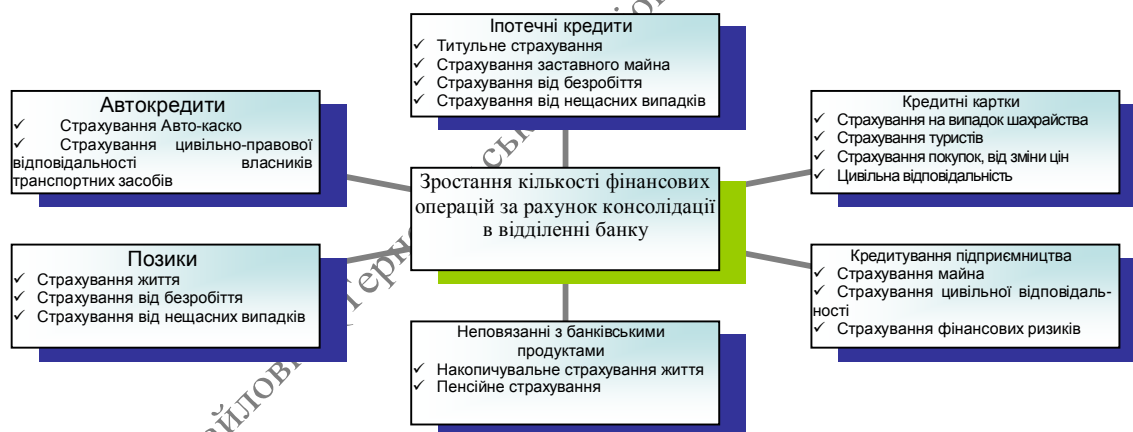 Іпотечні кредити
✓ Титульне страхування
✓ Страхування заставного майна
✓ Страхування від безробіття
✓ Страхування від нещасних випадків
Автокредити
✓ Страхування Авто-каско
✓ Страхування цивільно-правової
відповідальності власників
транспортних засобів
Кредитні картки
✓ Страхування на випадок шахрайства
✓ Страхування туристів
✓ Страхування покупок, від зміни цін
✓ Цивільна відповідальність
Зростання кількості фінансових
операцій за рахунок консолідації
в відділенні банку
Позики
✓ Страхування життя
✓ Страхування від безробіття
✓ Страхування від нещасних випадків
Кредитування підприємництва
✓ Страхування майна
✓ Страхування цивільної відповідаль-
ності
✓ Страхування фінансових ризиків
Неповязанні з банківськими
продуктами
✓ Накопичувальне страхування життя
✓ Пенсійне страхування